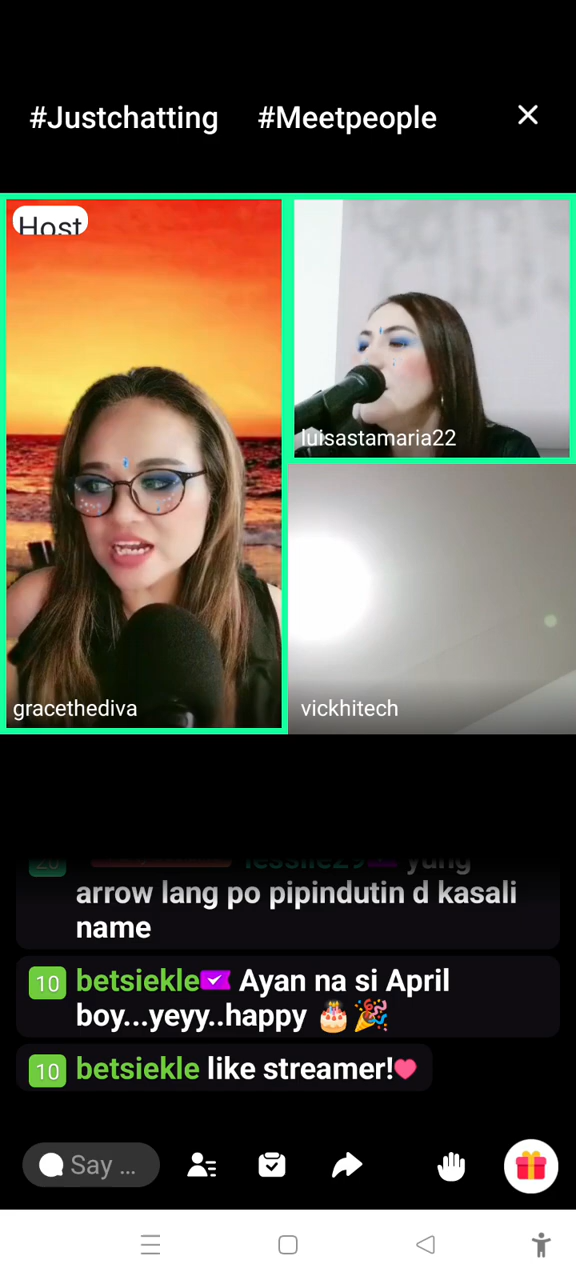 #Justchatting #Meetpeople
Host
luisastamaria22
gracethediva
vickhitech
arrow lang po pipindutin d kasali
name
10 betsiekle Ayan na si April
boy...yeyy..happy 🎂🎉
10 betsiekle like streamer!
Say ...